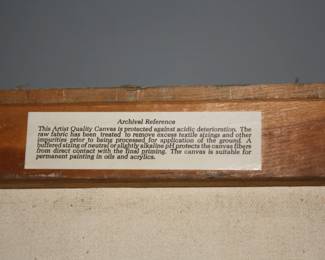 Archival Reference
This Artist Quality Canvas is protected against acidic deterioration. The
raw fabric has been treated to remove excess textile sizings and other
impurities prior to being processed for application of the ground. A
buffered sizing of neutral or slightly alkaline pH protects the canvas fibers
from direct contact with the final priming. The canvas is suitable for
permanent painting in oils and acrylics.